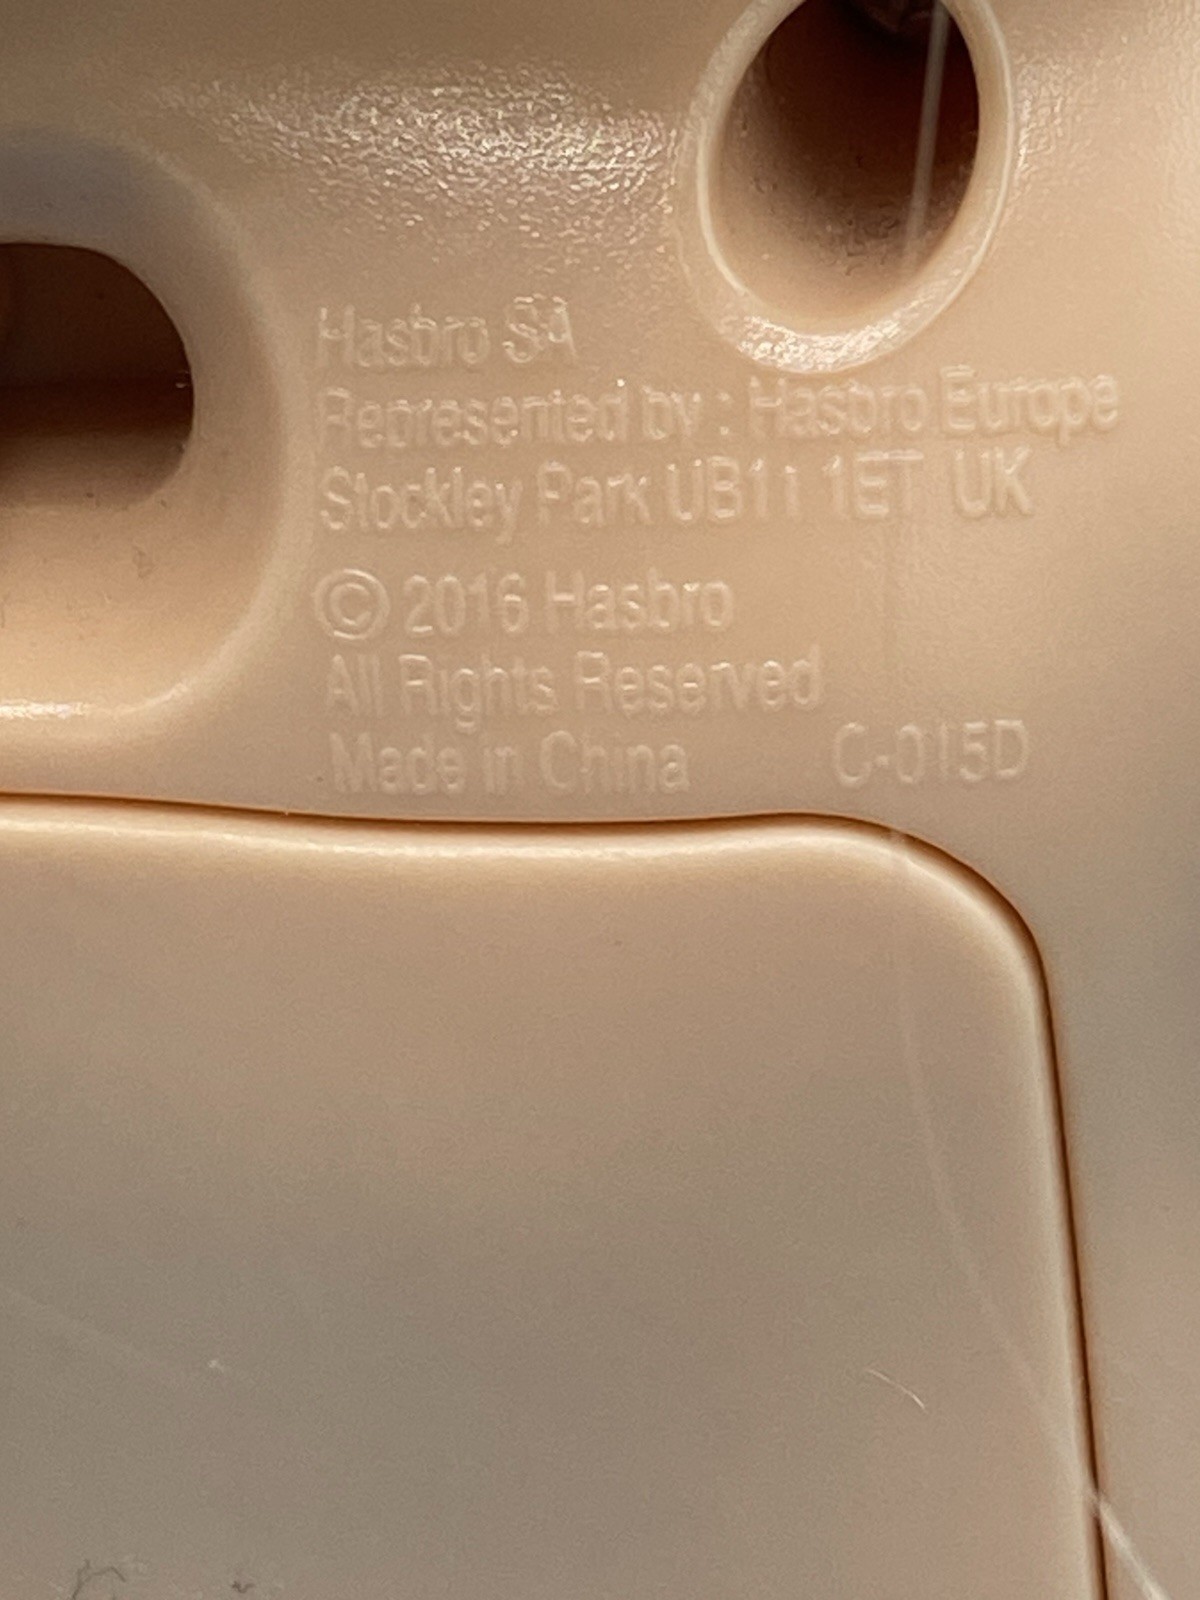 Hasbro SA
Represented by : Hasbro Europe
Stockley Park UB11 1ET UK
© 2016 Hasbro
All Rights Reserved
Made in China C-015D